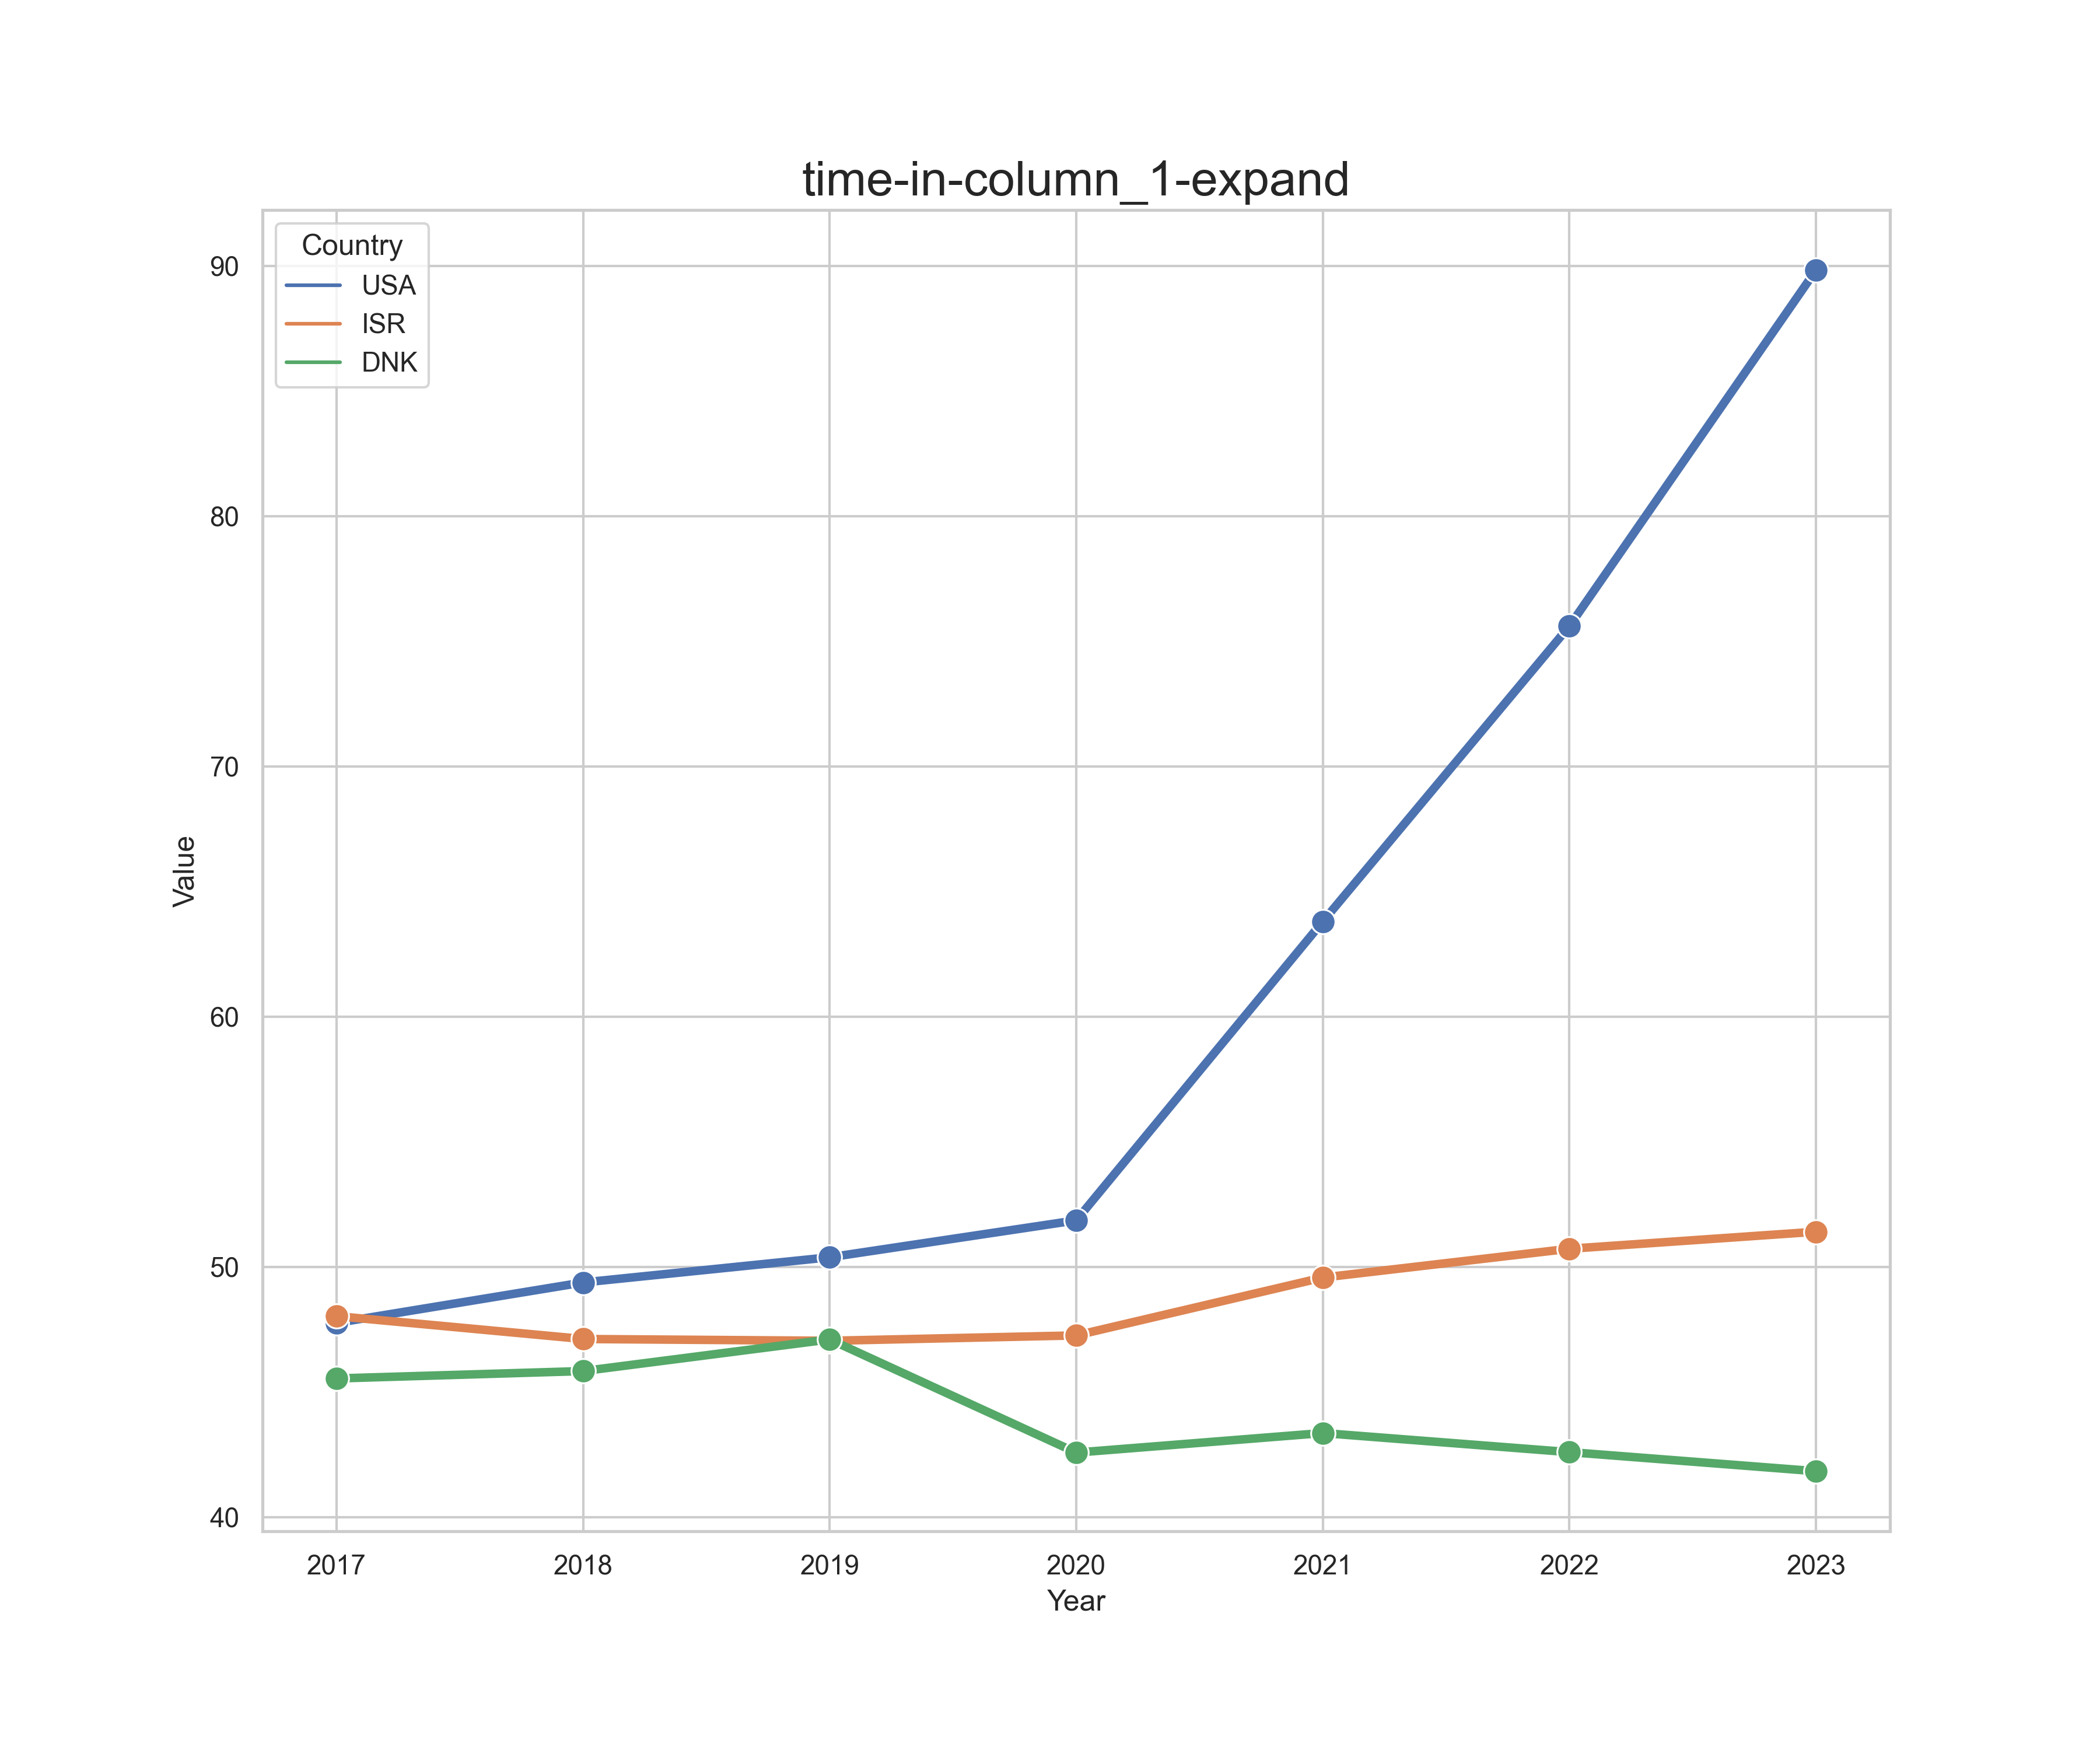 time-in-column_1-expand
Country
USA
ISR
DNK
90
80
70
60
50
40
Value
2017 2018 2019 2020 2021 2022 2023
Year